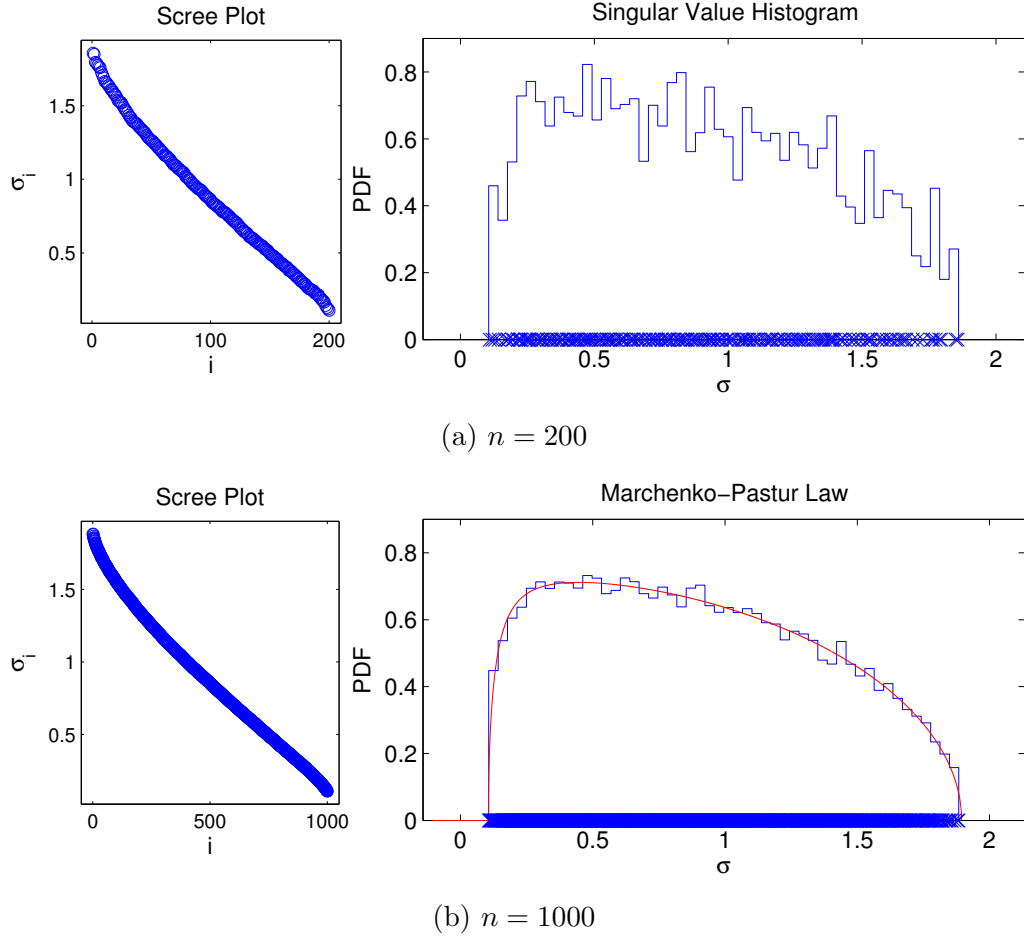 Scree Plot
σ_i
1.5
1
0.5
0
100
200
i
Singular Value Histogram
PDF
0.8
0.6
0.4
0.2
0
0
0.5
1
1.5
2
σ
(a) n = 200
Scree Plot
σ_i
1.5
1
0.5
0
500
1000
i
Marchenko−Pastur Law
PDF
0.8
0.6
0.4
0.2
0
0
0.5
1
1.5
2
σ
(b) n = 1000